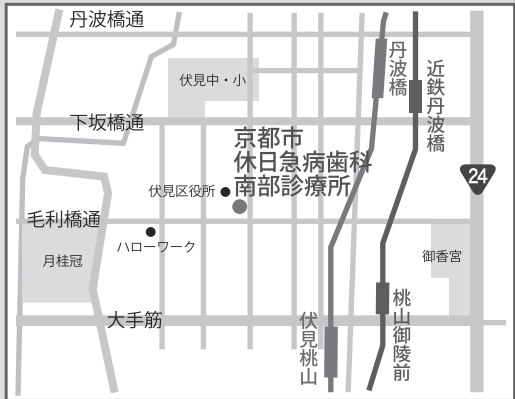 丹波橋通
伏見中・小
丹波橋
近鉄丹波橋
下坂橋通
京都市
休日急病歯科
南部診療所
24
伏見区役所
毛利橋通
ハローワーク
月桂冠
御香宮
大手筋
伏見桃山
桃山御陵前